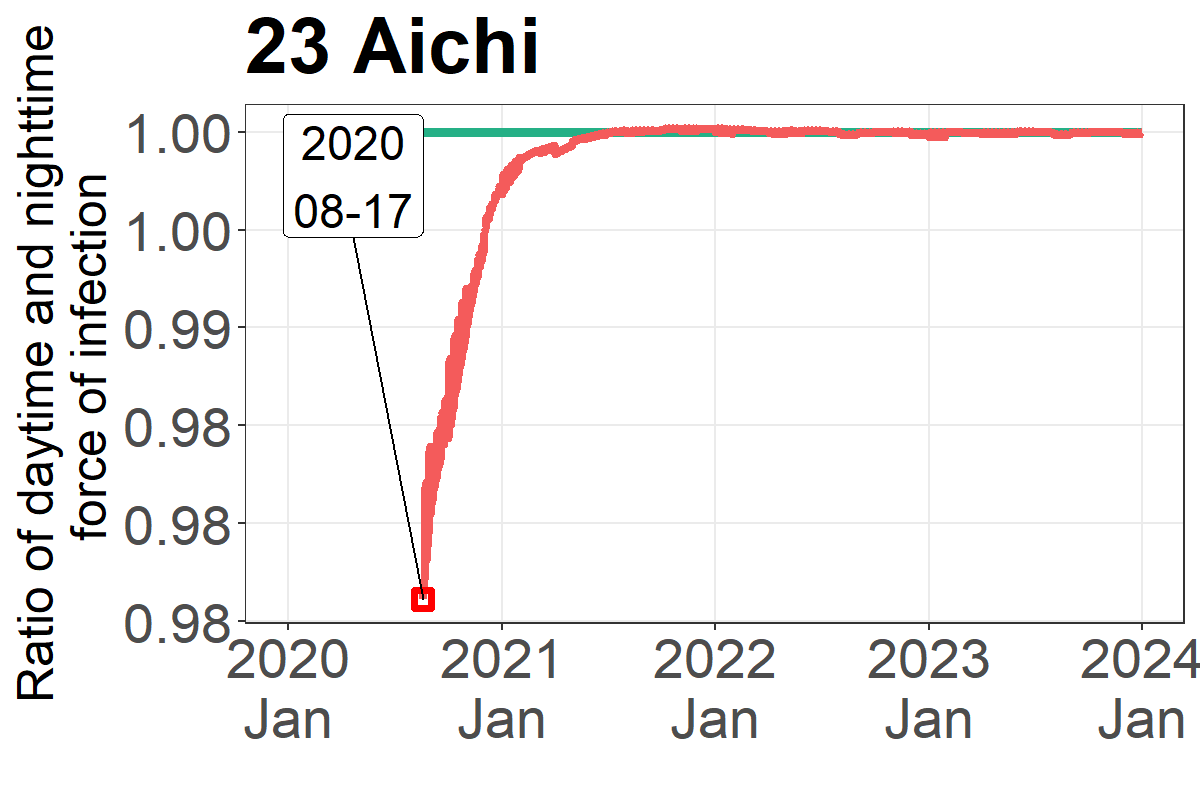 23 Aichi
Ratio of daytime and nighttime
force of infection
1.00
1.00
0.99
0.98
0.98
0.98
2020
08-17
2020 2021 2022 2023 2024
Jan Jan Jan Jan Jan